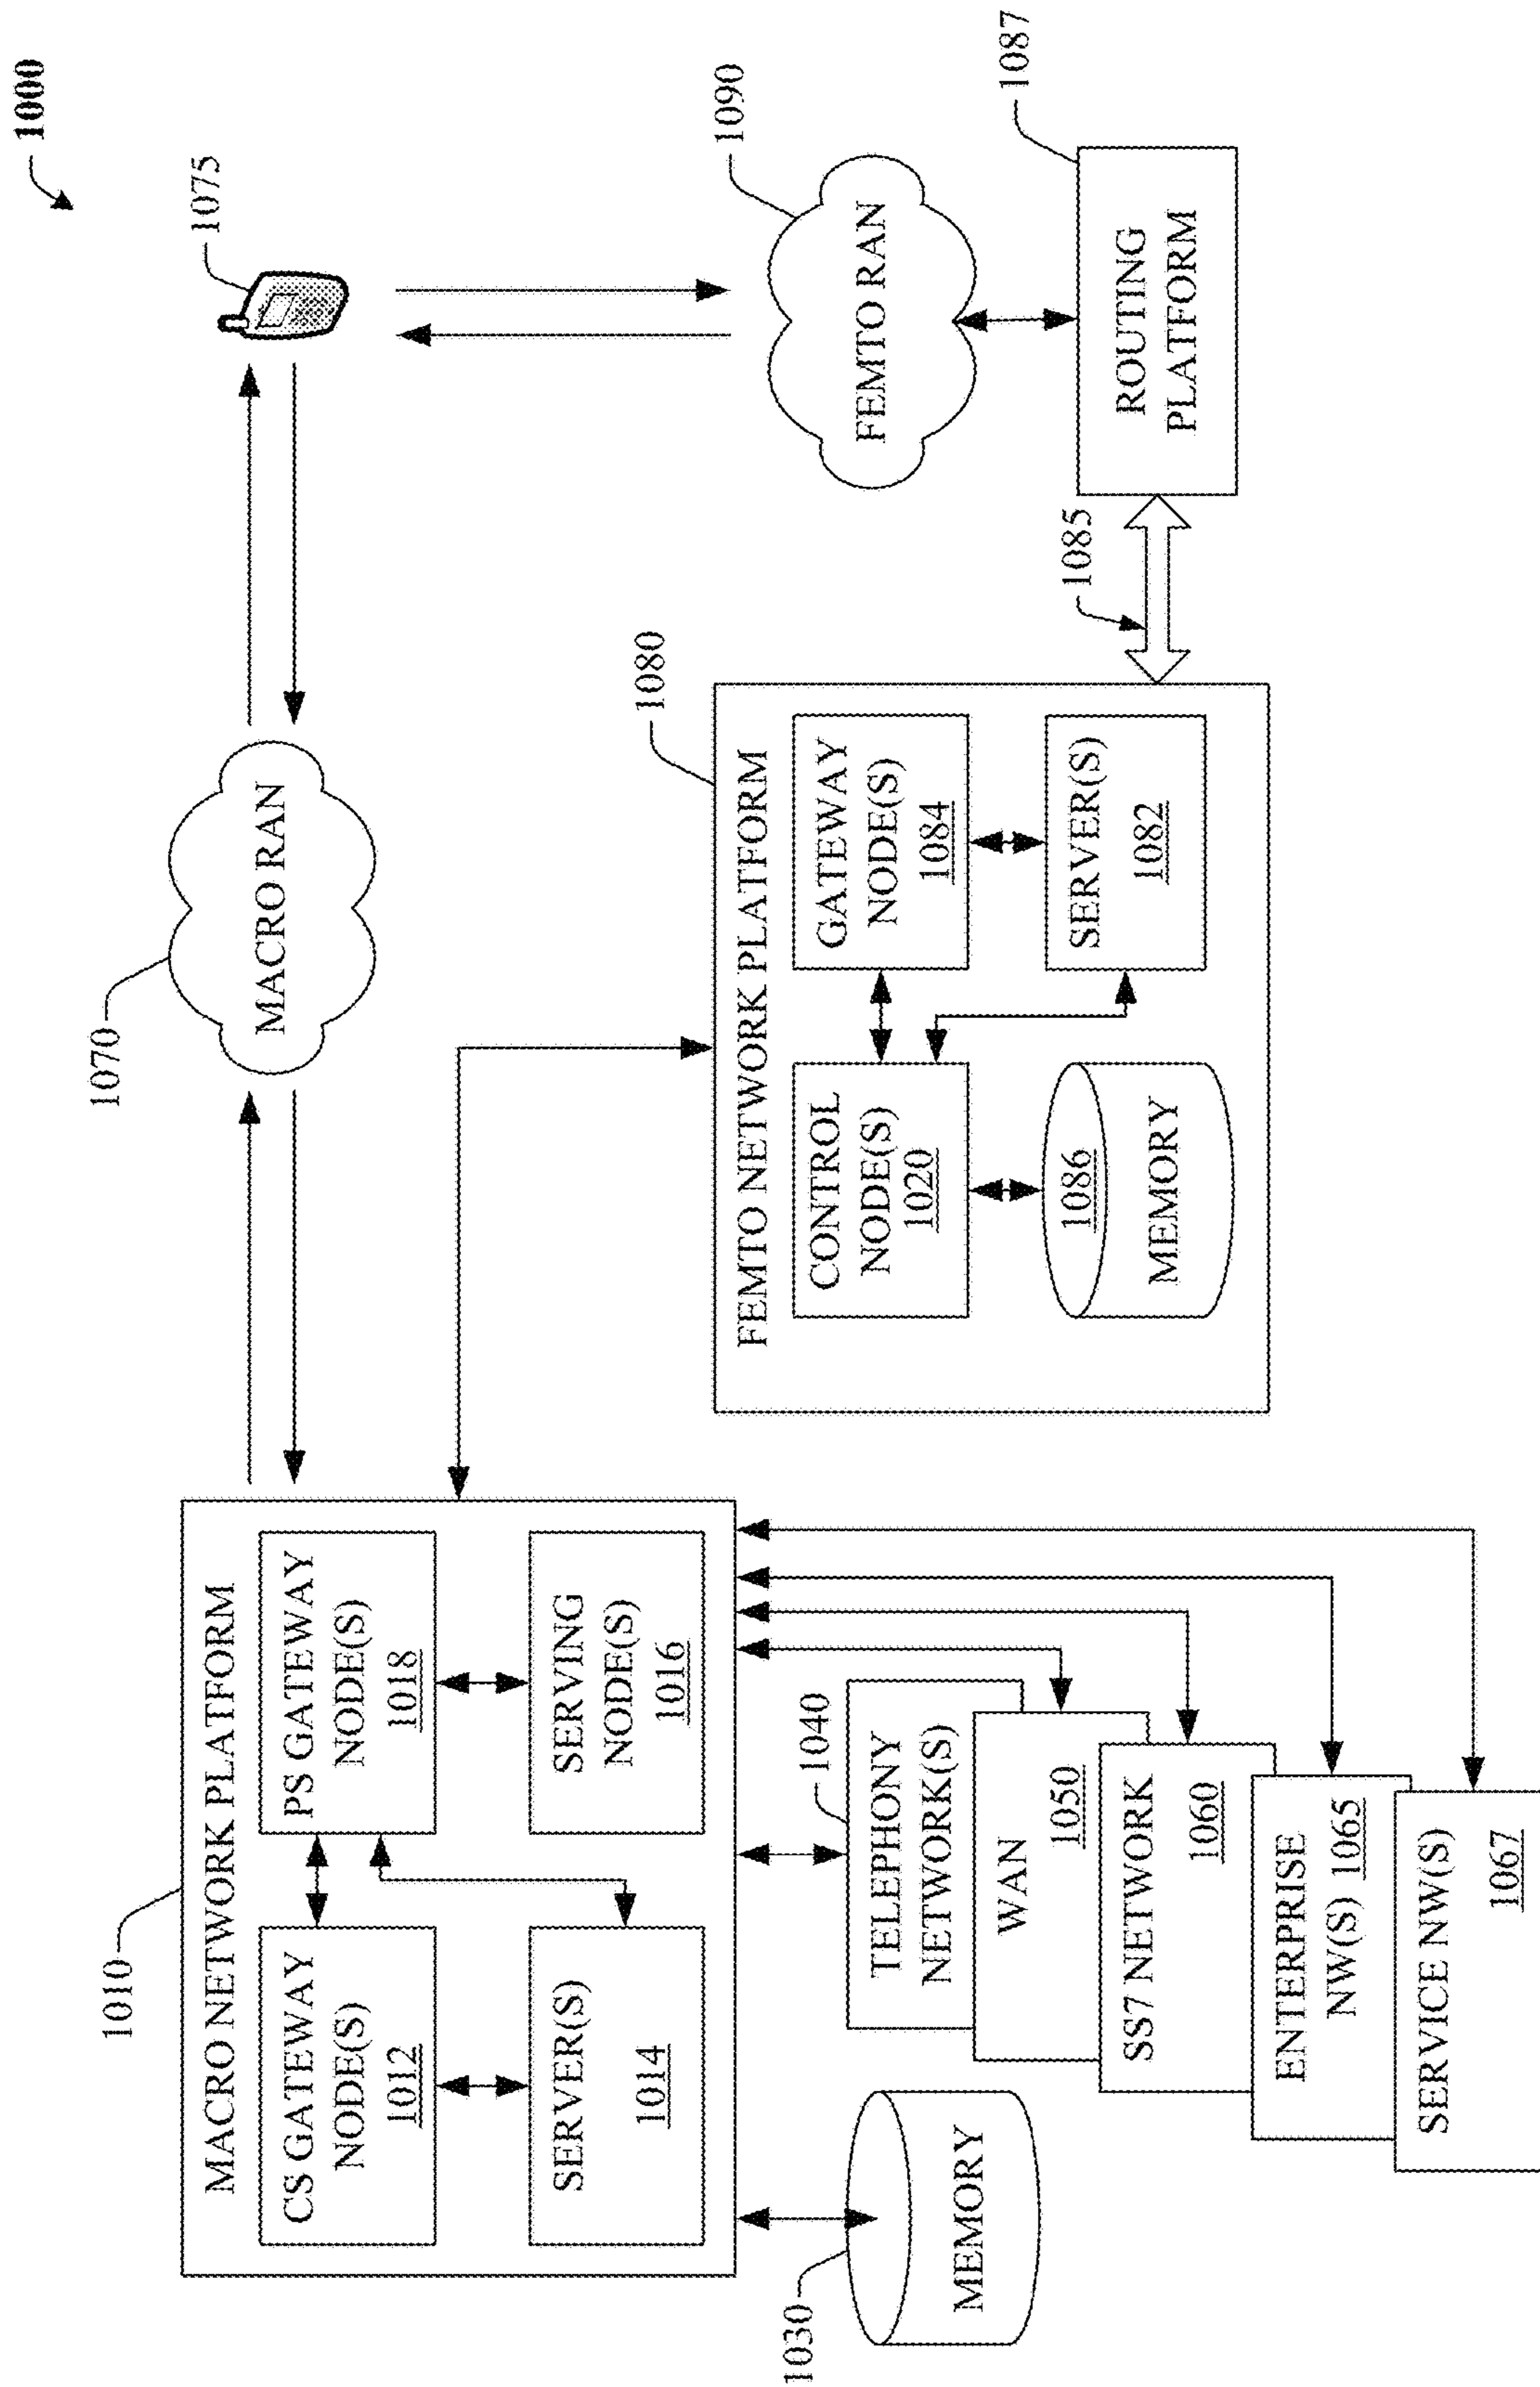 1000
1075
1070
MACRO RAN
1010
MACRO NETWORK PLATFORM
CS GATEWAY
NODE(S)
1012
PS GATEWAY
NODE(S)
1018
SERVER(S)
1014
SERVING
NODE(S)
1016
1030
MEMORY
1040
TELEPHONY
NETWORK(S)
WAN
1050
SS7 NETWORK
1060
ENTERPRISE
NW(S) 1065
SERVICE NW(S)
1067
1080
FEMTO NETWORK PLATFORM
CONTROL
NODE(S)
1020
GATEWAY
NODE(S)
1084
1086
MEMORY
SERVER(S)
1082
1085
1090
FEMTO RAN
1087
ROUTING
PLATFORM